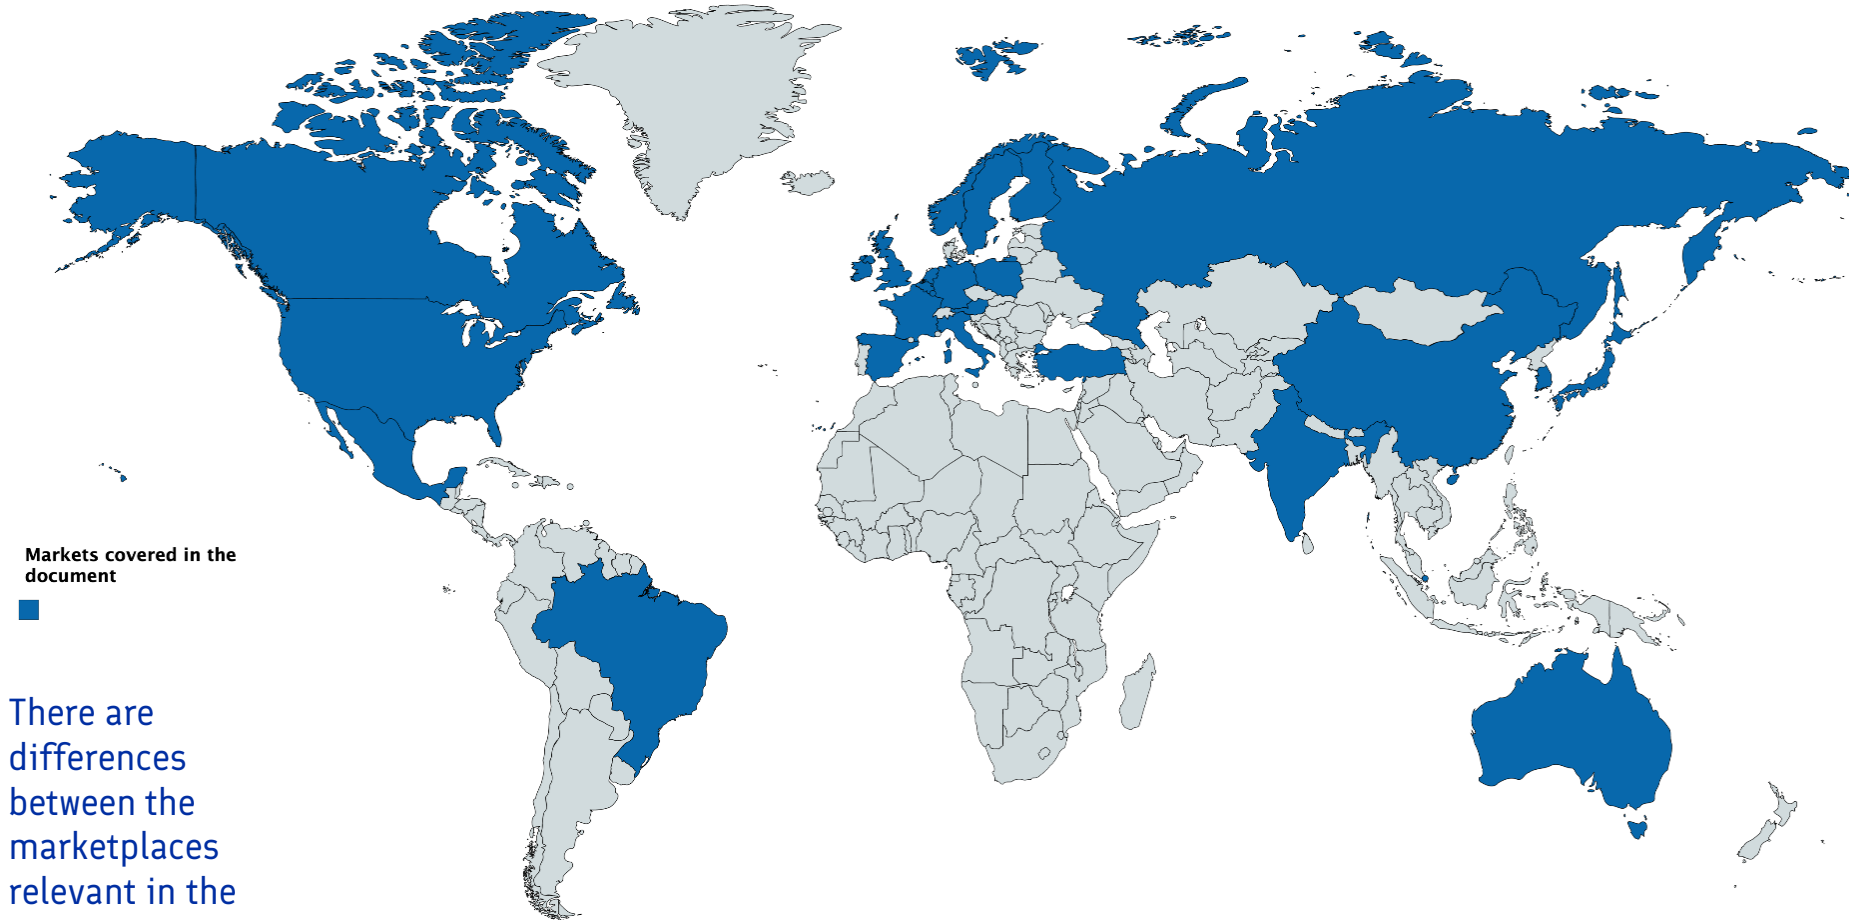 Markets covered in the
document
There are
differences
between the
marketplaces
relevant in the